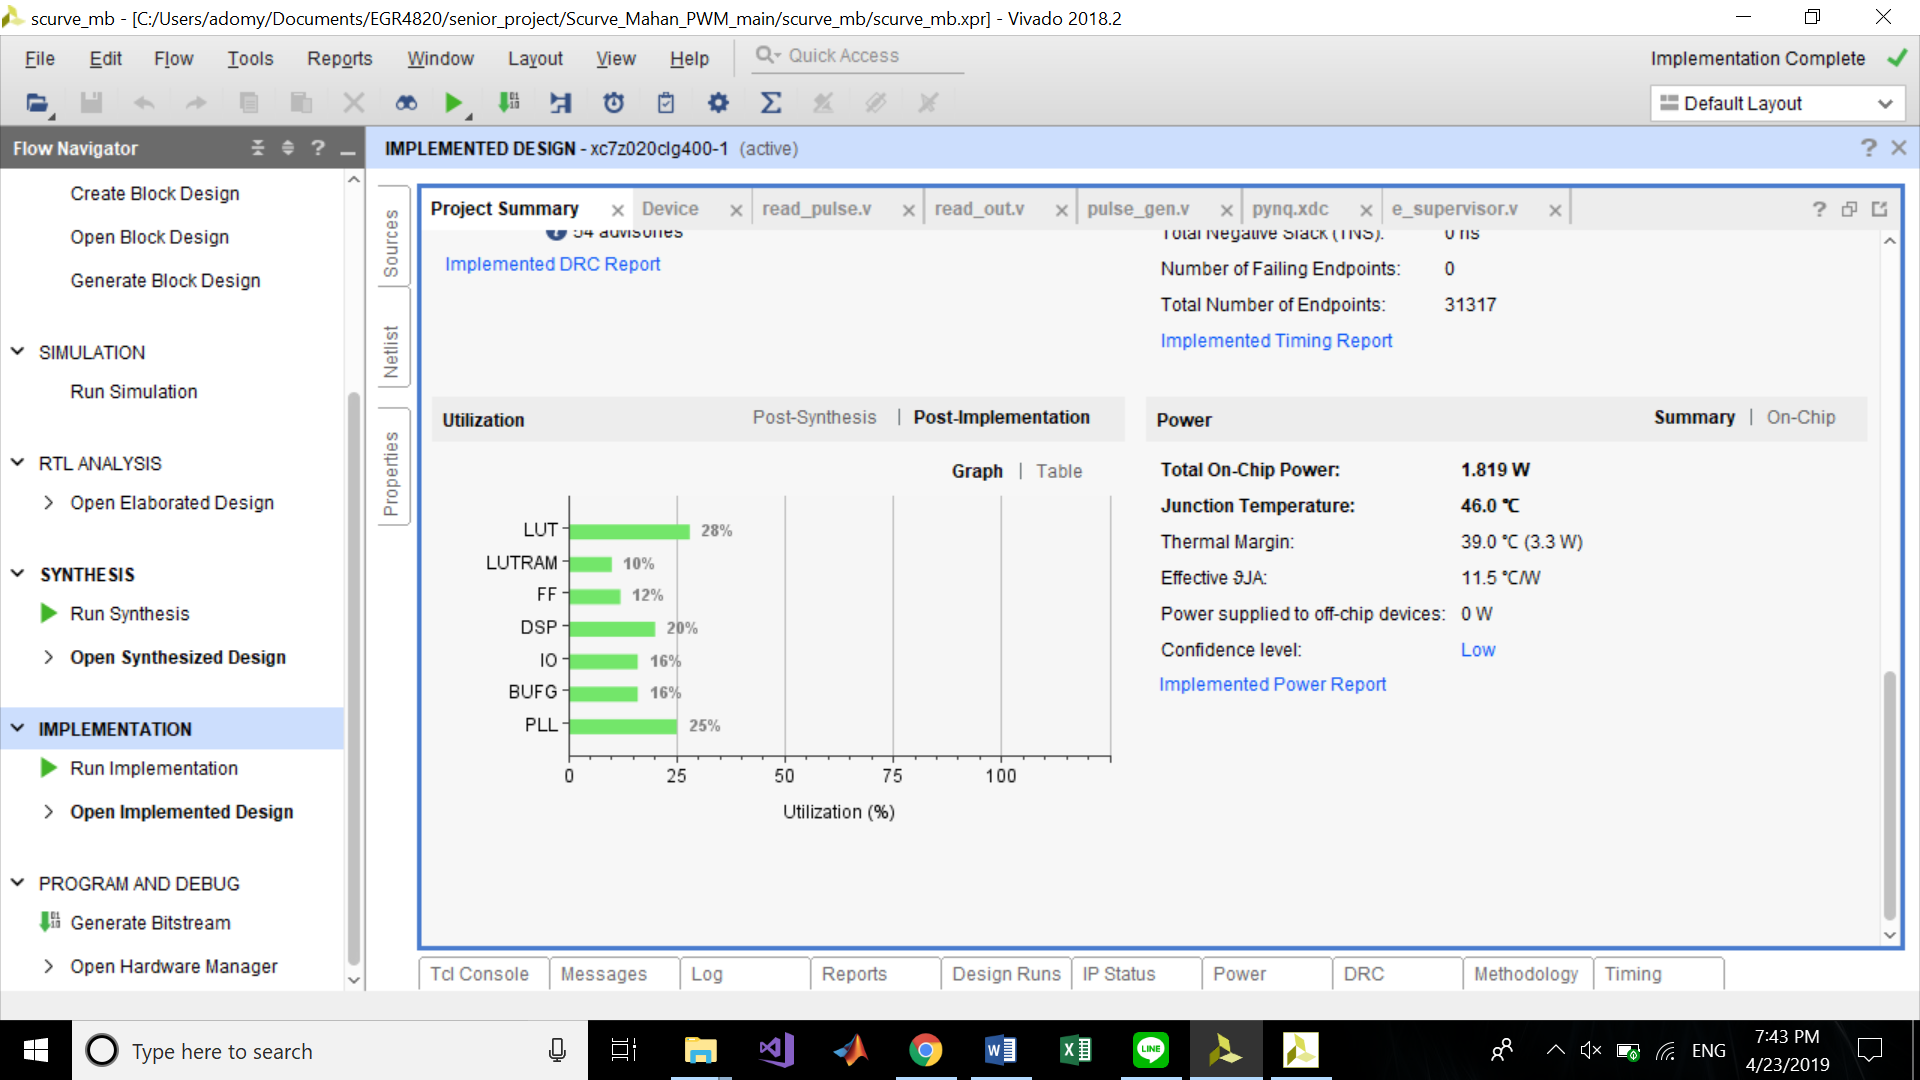 scurve_mb - [C:/Users/adomy/Documents/EGR4820/senior_project/Scurve_Mahan_PWM_main/scurve_mb/scurve_mb.xpr] - Vivado 2018.2
File Edit Flow Tools Reports Window Layout View Help Quick Access
Implementation Complete
Default Layout
Flow Navigator
Create Block Design
Open Block Design
Generate Block Design
SIMULATION
Run Simulation
RTL ANALYSIS
Open Elaborated Design
SYNTHESIS
Run Synthesis
Open Synthesized Design
IMPLEMENTATION
Run Implementation
Open Implemented Design
PROGRAM AND DEBUG
Generate Bitstream
Open Hardware Manager
IMPLEMENTED DESIGN - xc7z020clg400-1 (active)
Sources
Netlist
Properties
Project Summary Device read_pulse.v read_out.v pulse_gen.v pynq.xdc e_supervisor.v
54 advisories
Implemented DRC Report
Total Negative Slack (TNS): 0 ns
Number of Failing Endpoints: 0
Total Number of Endpoints: 31317
Implemented Timing Report
Utilization
Post-Synthesis | Post-Implementation
Graph | Table
LUT 28%
LUTRAM 10%
FF 12%
DSP 20%
IO 16%
BUFG 16%
PLL 25%
0 25 50 75 100
Utilization (%)
Power
Summary | On-Chip
Total On-Chip Power: 1.819 W
Junction Temperature: 46.0 ℃
Thermal Margin: 39.0 ℃ (3.3 W)
Effective ϑJA: 11.5 ℃/W
Power supplied to off-chip devices: 0 W
Confidence level: Low
Implemented Power Report
Tcl Console Messages Log Reports Design Runs IP Status Power DRC Methodology Timing
Type here to search
ENG
7:43 PM
4/23/2019